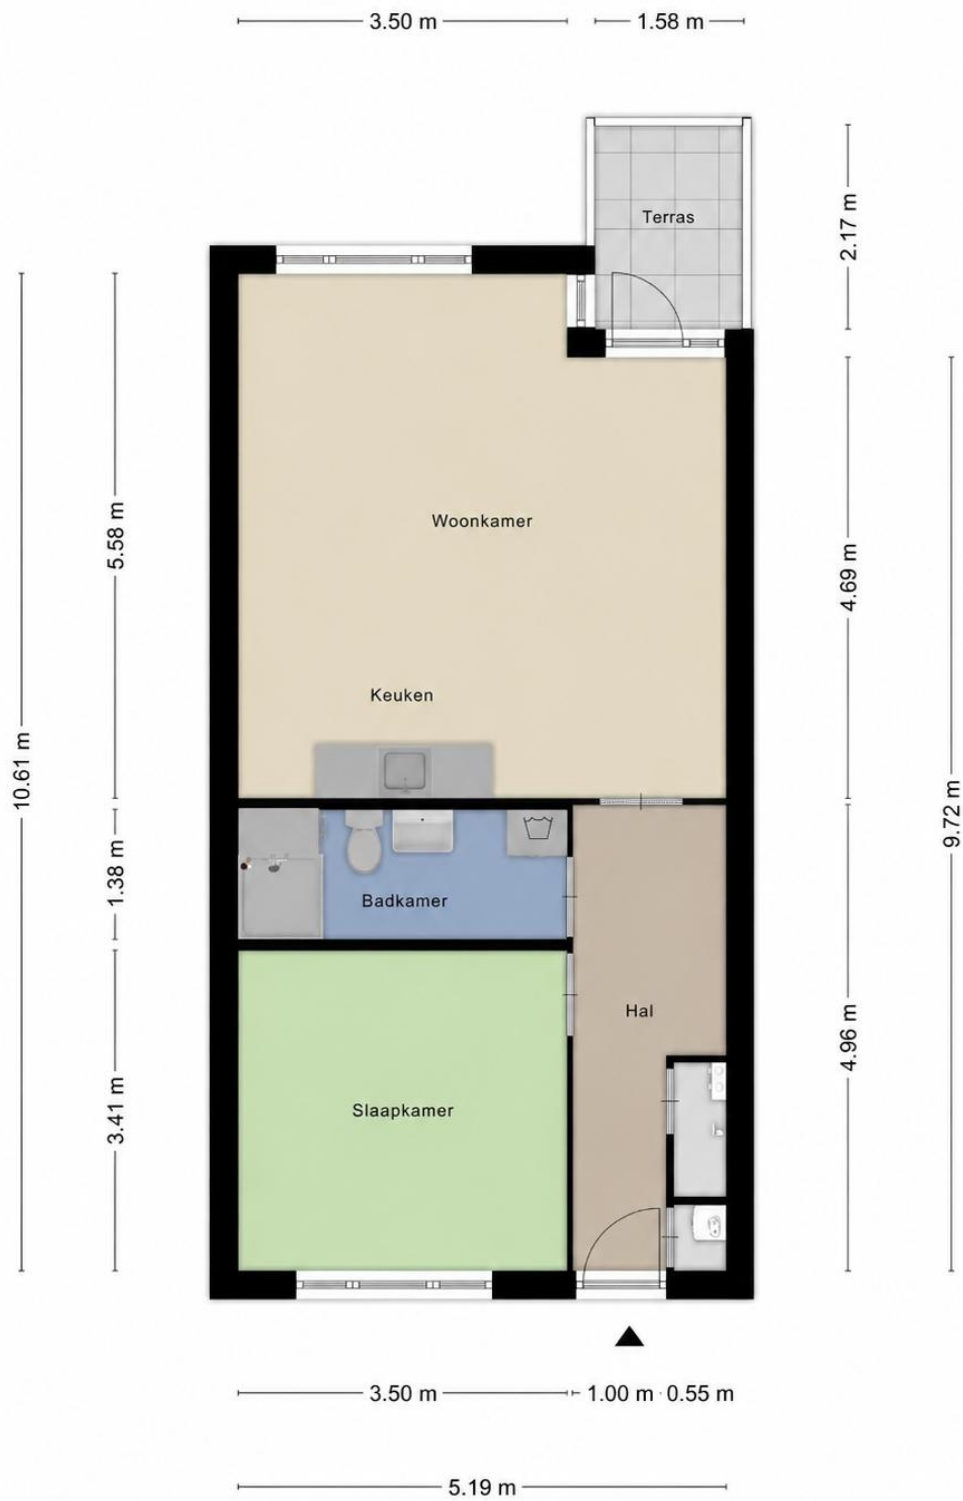 3.50 m
1.58 m
Terras
2.17 m
Woonkamer
5.58 m
4.69 m
Keuken
10.61 m
9.72 m
1.38 m
Badkamer
Hal
4.96 m
Slaapkamer
3.41 m
3.50 m
1.00 m
0.55 m
5.19 m